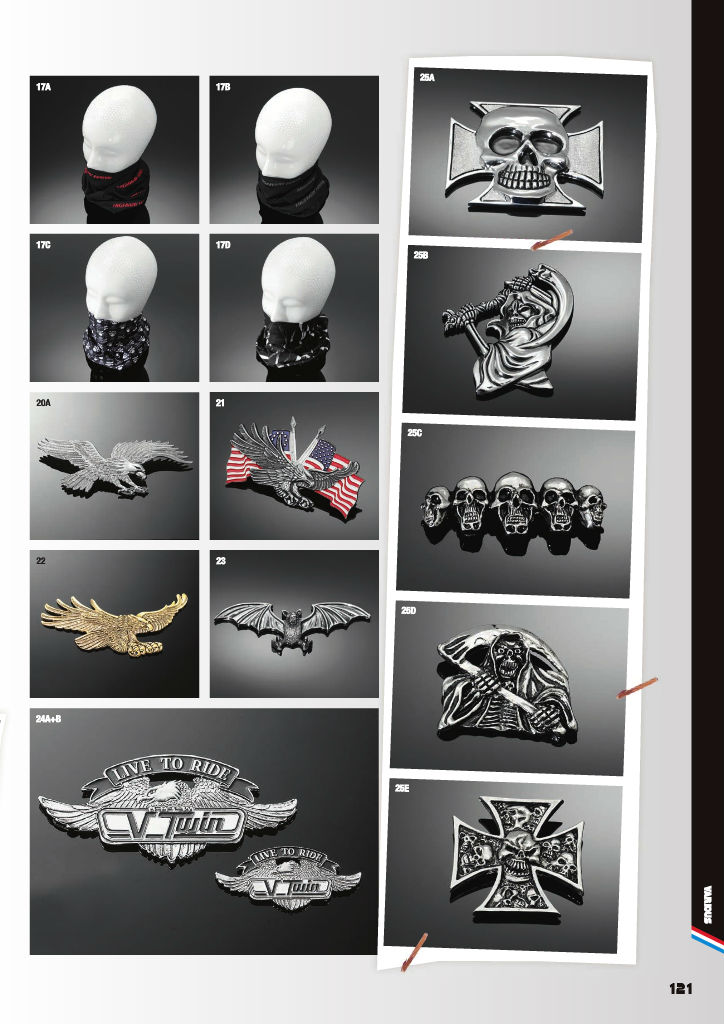 17A
17B
17C
17D
20A
21
22
23
24A+B
LIVE TO RIDE
V Twin
LIVE TO RIDE
V Twin
25A
25B
25C
25D
25E
VARIOUS
121